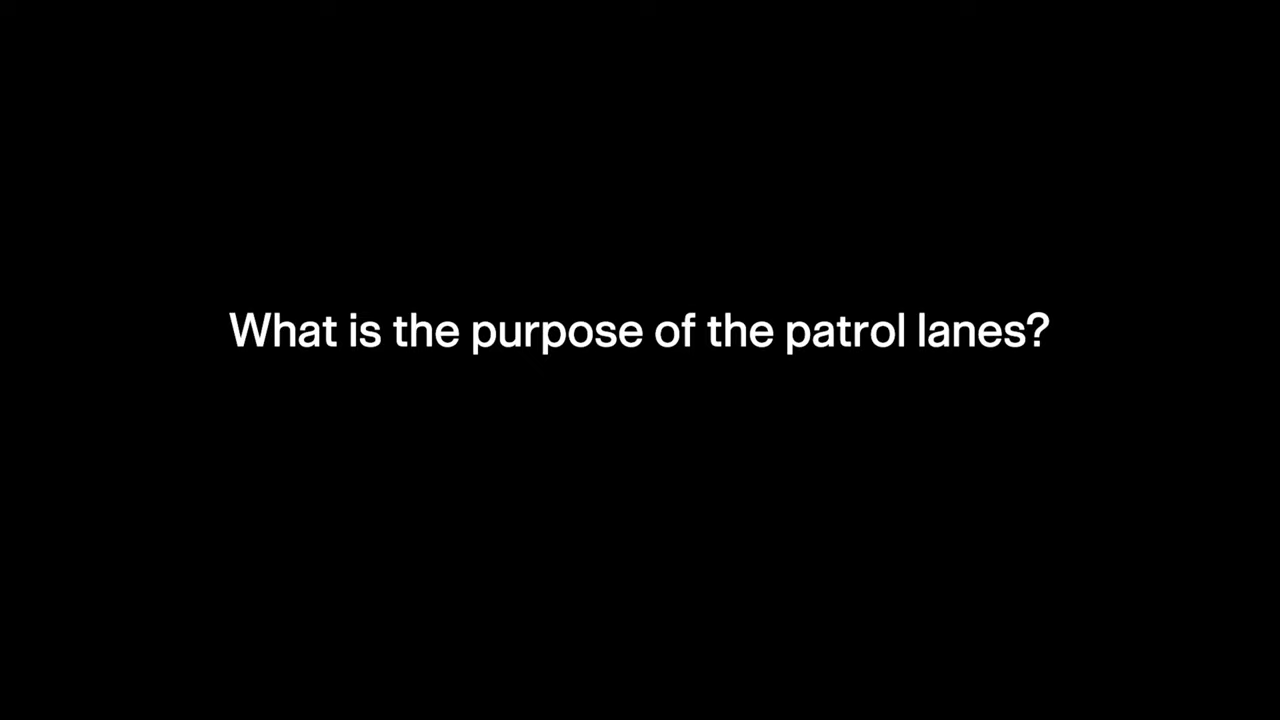 What is the purpose of the patrol lanes?